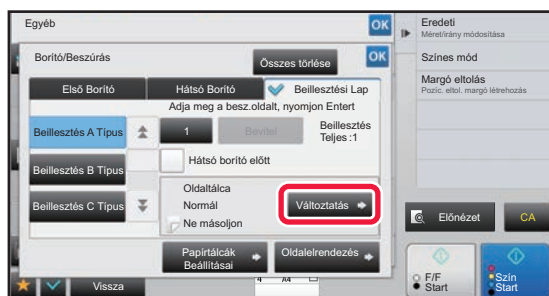 Egyéb
OK
Borító/Beszúrás
Összes törlése
OK
Első Borító
Hátsó Borító
Beillesztési Lap
Adja meg a besz.oldalt, nyomjon Entert
Beillesztés A Típus
1
Bevitel
Beillesztés
Teljes :1
Hátsó borító előtt
Beillesztés B Típus
Beillesztés C Típus
Oldaltálca
Normál
Ne másoljon
Változtatás
Papírtálcák
Beállításai
Oldalelrendezés
Vissza
A4
Eredeti
Méret/irány módosítása
Színes mód
Margó eltolás
Pozíc. eltol. margó létrehozás
Előnézet
CA
F/F
Start
Szín
Start